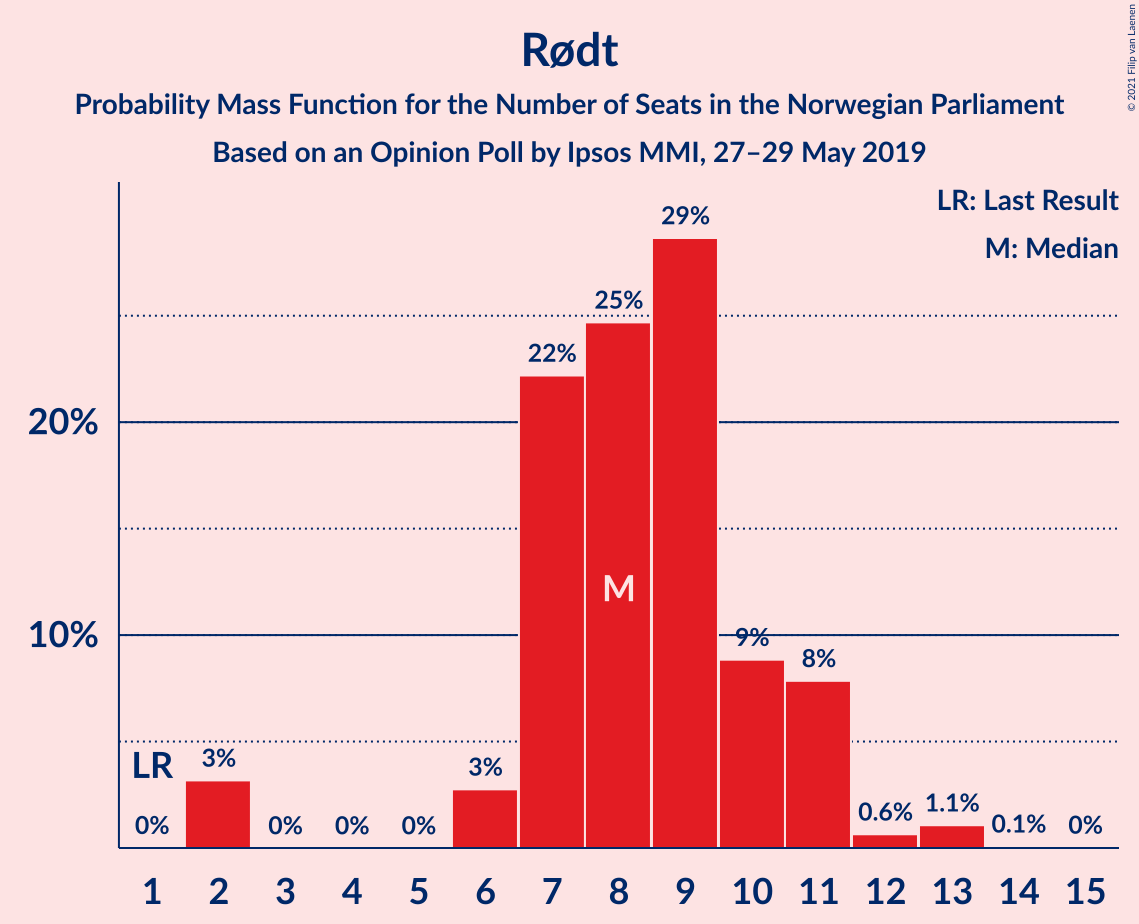 Rødt
Probability Mass Function for the Number of Seats in the Norwegian Parliament
Based on an Opinion Poll by Ipsos MMI, 27–29 May 2019
© 2021 Filip van Laenen
LR: Last Result
M: Median
29%
25%
22%
20%
M
10%
9%
8%
LR
3%
3%
0%
0%
0%
0%
0.6%
1.1%
0.1%
0%
1 2 3 4 5 6 7 8 9 10 11 12 13 14 15